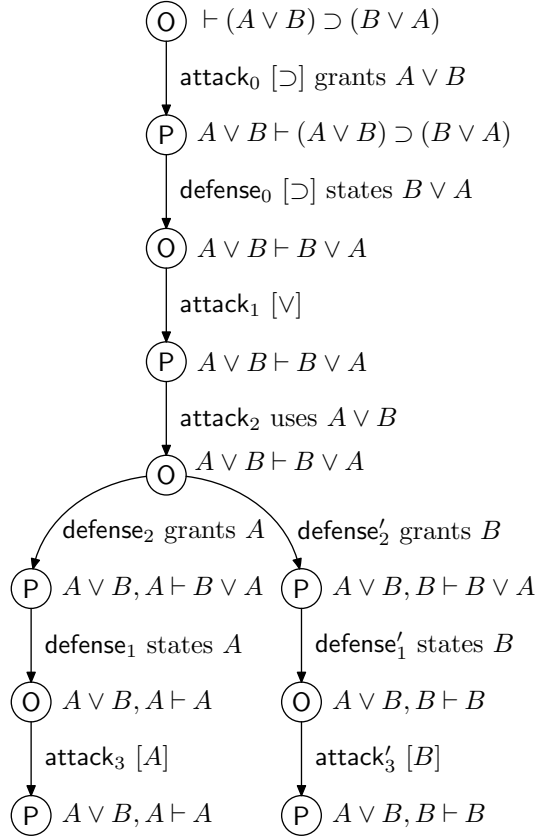 O ⊢ (A ∨ B) ⊃ (B ∨ A)
attack₀ [⊃] grants A ∨ B
P A ∨ B ⊢ (A ∨ B) ⊃ (B ∨ A)
defense₀ [⊃] states B ∨ A
O A ∨ B ⊢ B ∨ A
attack₁ [∨]
P A ∨ B ⊢ B ∨ A
attack₂ uses A ∨ B
O A ∨ B ⊢ B ∨ A
defense₂ grants A defense′₂ grants B
P A ∨ B, A ⊢ B ∨ A P A ∨ B, B ⊢ B ∨ A
defense₁ states A defense′₁ states B
O A ∨ B, A ⊢ A O A ∨ B, B ⊢ B
attack₃ [A] attack′₃ [B]
P A ∨ B, A ⊢ A P A ∨ B, B ⊢ B